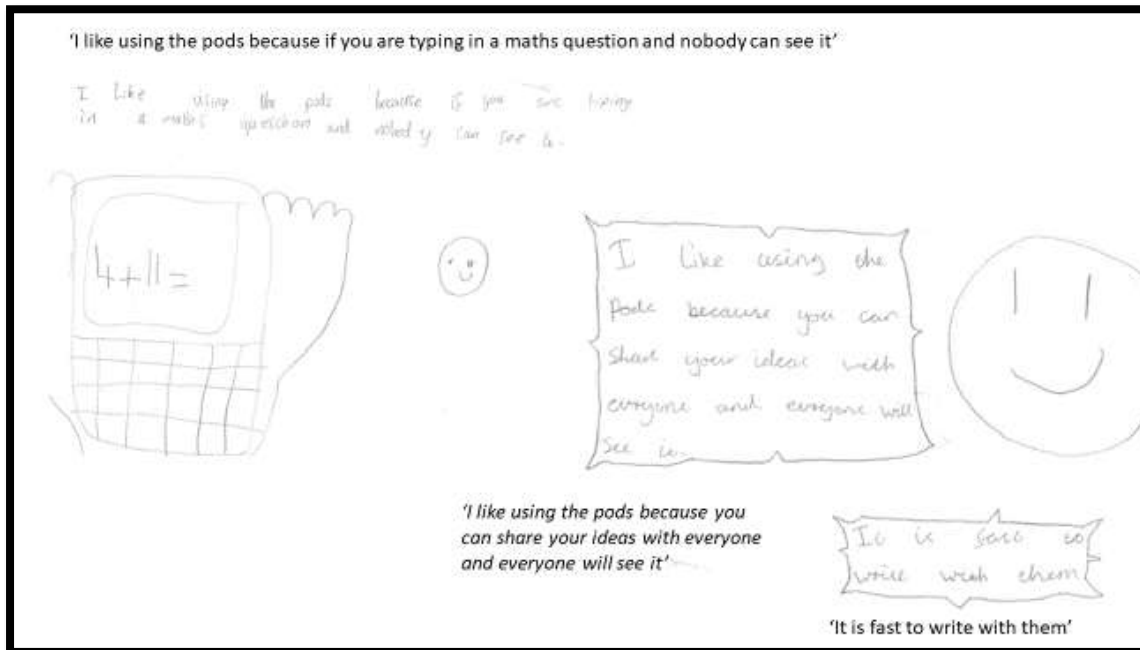 'I like using the pods because if you are typing in a maths question and nobody can see it'
I like using the pods because if you are typing
in a maths question and nobody can see it.
4+11=
I like using the
Pods because you can
share your ideas with
everyone and everyone will
see it.
'I like using the pods because you
can share your ideas with everyone
and everyone will see it'
It is fast to
write with them
'It is fast to write with them'